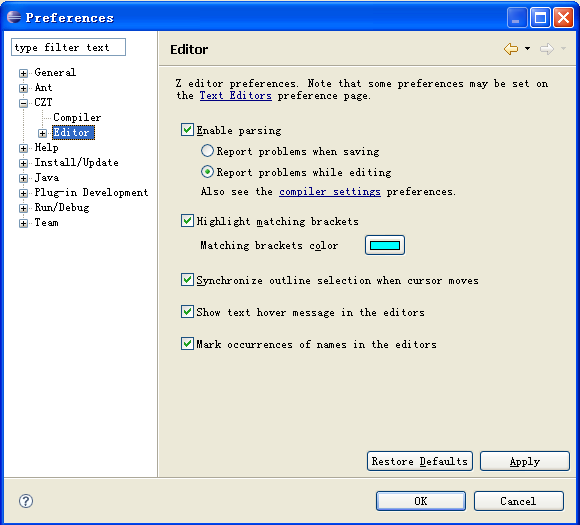 Preferences
type filter text
General
Ant
CZT
Compiler
Editor
Help
Install/Update
Java
Plug-in Development
Run/Debug
Team
Editor
Z editor preferences. Note that some preferences may be set on
the Text Editors preference page.
Enable parsing
Report problems when saving
Report problems while editing
Also see the compiler settings preferences.
Highlight matching brackets
Matching brackets color
Synchronize outline selection when cursor moves
Show text hover message in the editors
Mark occurrences of names in the editors
Restore Defaults
Apply
?
OK
Cancel